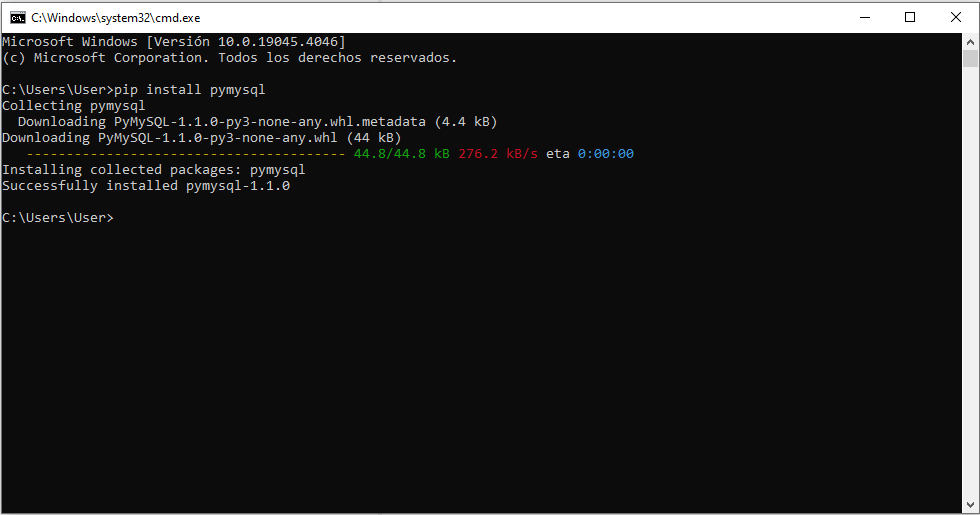 C:\Windows\system32\cmd.exe
Microsoft Windows [Versión 10.0.19045.4046]
(c) Microsoft Corporation. Todos los derechos reservados.
C:\Users\User>pip install pymysql
Collecting pymysql
  Downloading PyMySQL-1.1.0-py3-none-any.whl.metadata (4.4 kB)
Downloading PyMySQL-1.1.0-py3-none-any.whl (44 kB)
   ---------------------------------------- 44.8/44.8 kB 276.2 kB/s eta 0:00:00
Installing collected packages: pymysql
Successfully installed pymysql-1.1.0
C:\Users\User>